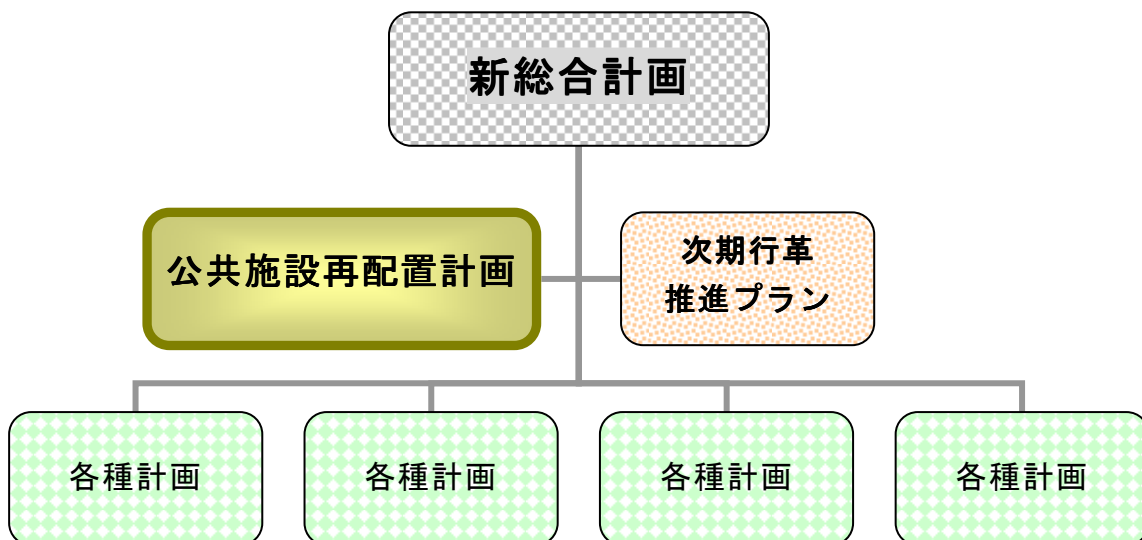 新総合計画
公共施設再配置計画
次期行革
推進プラン
各種計画
各種計画
各種計画
各種計画